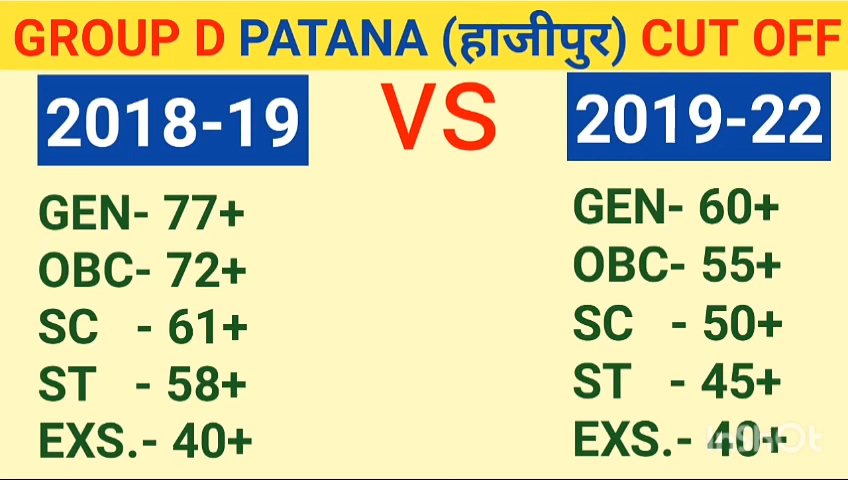 GROUP D PATANA (हाजीपुर) CUT OFF
2018-19 VS 2019-22
GEN- 77+
OBC- 72+
SC - 61+
ST - 58+
EXS.- 40+
GEN- 60+
OBC- 55+
SC - 50+
ST - 45+
EXS.- 40+
InShOt